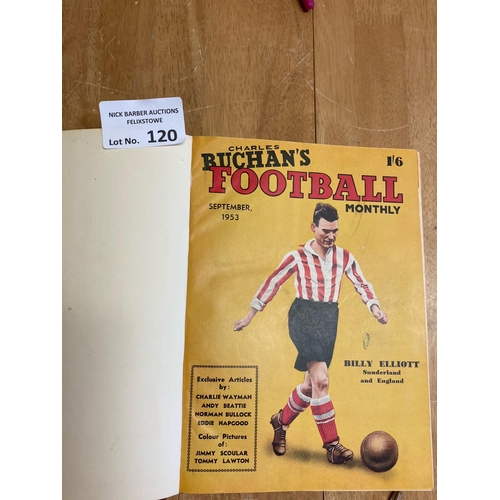 NICK BARBER AUCTIONS
FELIXSTOWE
Lot No. 120
CHARLES
BUCHAN'S
1'6
FOOTBALL
SEPTEMBER,
1953
MONTHLY
BILLY ELLIOTT
Sunderland
and England
Exclusive Articles
by:
CHARLIE WAYMAN
ANDY BEATTIE
NORMAN BULLOCK
EDDIE HAPGOOD
Colour Pictures
of:
JIMMY SCOULAR
TOMMY LAWTON